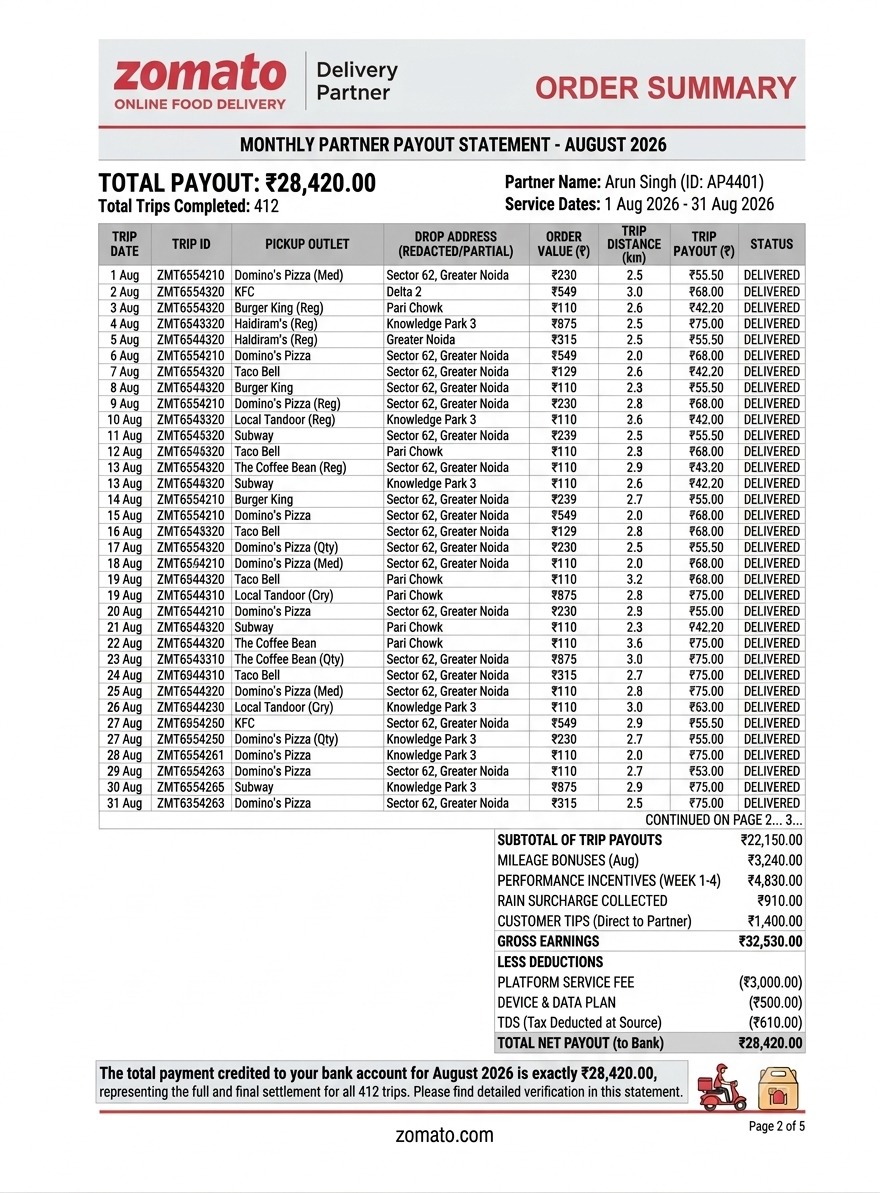 zomato
ONLINE FOOD DELIVERY
Delivery
Partner
ORDER SUMMARY
MONTHLY PARTNER PAYOUT STATEMENT - AUGUST 2026
TOTAL PAYOUT: ₹28,420.00
Total Trips Completed: 412
Partner Name: Arun Singh (ID: AP4401)
Service Dates: 1 Aug 2026 - 31 Aug 2026
TRIP DATE TRIP ID PICKUP OUTLET DROP ADDRESS (REDACTED/PARTIAL) ORDER VALUE (₹) TRIP DISTANCE (km) TRIP PAYOUT (₹) STATUS
1 Aug ZMT6554210 Domino's Pizza (Med) Sector 62, Greater Noida ₹230 2.5 ₹55.50 DELIVERED
2 Aug ZMT6554320 KFC Delta 2 ₹549 3.0 ₹68.00 DELIVERED
3 Aug ZMT6554320 Burger King (Reg) Pari Chowk ₹110 2.6 ₹42.20 DELIVERED
4 Aug ZMT6543320 Haidiram's (Reg) Knowledge Park 3 ₹875 2.5 ₹75.00 DELIVERED
5 Aug ZMT6544320 Haldiram's (Reg) Greater Noida ₹315 2.5 ₹55.50 DELIVERED
6 Aug ZMT6554210 Domino's Pizza Sector 62, Greater Noida ₹549 2.0 ₹68.00 DELIVERED
7 Aug ZMT6554320 Taco Bell Sector 62, Greater Noida ₹129 2.6 ₹42.20 DELIVERED
8 Aug ZMT6544320 Burger King Sector 62, Greater Noida ₹110 2.3 ₹55.50 DELIVERED
9 Aug ZMT6554210 Domino's Pizza (Reg) Sector 62, Greater Noida ₹230 2.8 ₹68.00 DELIVERED
10 Aug ZMT6543320 Local Tandoor (Reg) Knowledge Park 3 ₹110 3.6 ₹42.00 DELIVERED
11 Aug ZMT6545320 Subway Sector 62, Greater Noida ₹239 2.5 ₹55.50 DELIVERED
12 Aug Taco Bell Pari Chowk ₹110 2.3 ₹68.00 DELIVERED
13 Aug ZMT6554320 The Coffee Bean (Reg) Sector 62, Greater Noida ₹110 2.9 ₹43.20 DELIVERED
13 Aug Subway Knowledge Park 3 ₹110 2.6 ₹42.20 DELIVERED
14 Aug ZMT6554210 Burger King Sector 62, Greater Noida ₹239 2.7 ₹55.00 DELIVERED
15 Aug ZMT6554320 Domino's Pizza Sector 62, Greater Noida ₹549 2.0 ₹68.00 DELIVERED
16 Aug Taco Bell Sector 62, Greater Noida ₹129 2.8 ₹68.00 DELIVERED
17 Aug ZMT6554320 Domino's Pizza (Qty) Sector 62, Greater Noida ₹230 2.5 ₹55.50 DELIVERED
18 Aug ZMT6544210 Domino's Pizza (Med) Sector 62, Greater Noida ₹110 2.0 ₹68.00 DELIVERED
19 Aug ZMT6544320 Taco Bell Pari Chowk ₹110 3.2 ₹68.00 DELIVERED
19 Aug ZMT6544310 Local Tandoor (Cry) Pari Chowk ₹875 2.8 ₹75.00 DELIVERED
20 Aug ZMT6544210 Domino's Pizza Sector 62, Greater Noida ₹230 2.9 ₹55.00 DELIVERED
21 Aug ZMT6544320 Subway Pari Chowk ₹110 2.3 ₹42.20 DELIVERED
22 Aug ZMT6544320 The Coffee Bean Pari Chowk ₹110 3.6 ₹75.00 DELIVERED
23 Aug ZMT6543310 The Coffee Bean (Qty) Sector 62, Greater Noida ₹875 3.0 ₹75.00 DELIVERED
24 Aug ZMT6944310 Taco Bell Sector 62, Greater Noida ₹315 2.7 ₹75.00 DELIVERED
25 Aug ZMT6544220 Domino's Pizza (Med) Sector 62, Greater Noida ₹110 2.8 ₹75.00 DELIVERED
26 Aug ZMT6544230 Local Tandoor (Cry) Knowledge Park 3 ₹110 3.0 ₹63.00 DELIVERED
27 Aug ZMT6954250 KFC Sector 62, Greater Noida ₹549 2.9 ₹55.50 DELIVERED
27 Aug ZMT6554250 Domino's Pizza (Qty) Knowledge Park 3 ₹230 2.7 ₹55.00 DELIVERED
28 Aug ZMT6554261 Domino's Pizza Knowledge Park 3 ₹110 2.0 ₹75.00 DELIVERED
29 Aug ZMT6554263 Domino's Pizza Sector 62, Greater Noida ₹110 2.7 ₹53.00 DELIVERED
30 Aug ZMT6554265 Subway Knowledge Park 3 ₹875 2.9 ₹75.00 DELIVERED
31 Aug ZMT6354263 Domino's Pizza Sector 62, Greater Noida ₹315 2.5 ₹75.00 DELIVERED
CONTINUED ON PAGE 2... 3...
SUBTOTAL OF TRIP PAYOUTS ₹22,150.00
MILEAGE BONUSES (Aug) ₹3,240.00
PERFORMANCE INCENTIVES (WEEK 1-4) ₹4,830.00
RAIN SURCHARGE COLLECTED ₹910.00
CUSTOMER TIPS (Direct to Partner) ₹1,400.00
GROSS EARNINGS ₹32,530.00
LESS DEDUCTIONS
PLATFORM SERVICE FEE (₹3,000.00)
DEVICE & DATA PLAN (₹500.00)
TDS (Tax Deducted at Source) (₹610.00)
TOTAL NET PAYOUT (to Bank) ₹28,420.00
The total payment credited to your bank account for August 2026 is exactly ₹28,420.00,
representing the full and final settlement for all 412 trips. Please find detailed verification in this statement.
zomato.com
Page 2 of 5